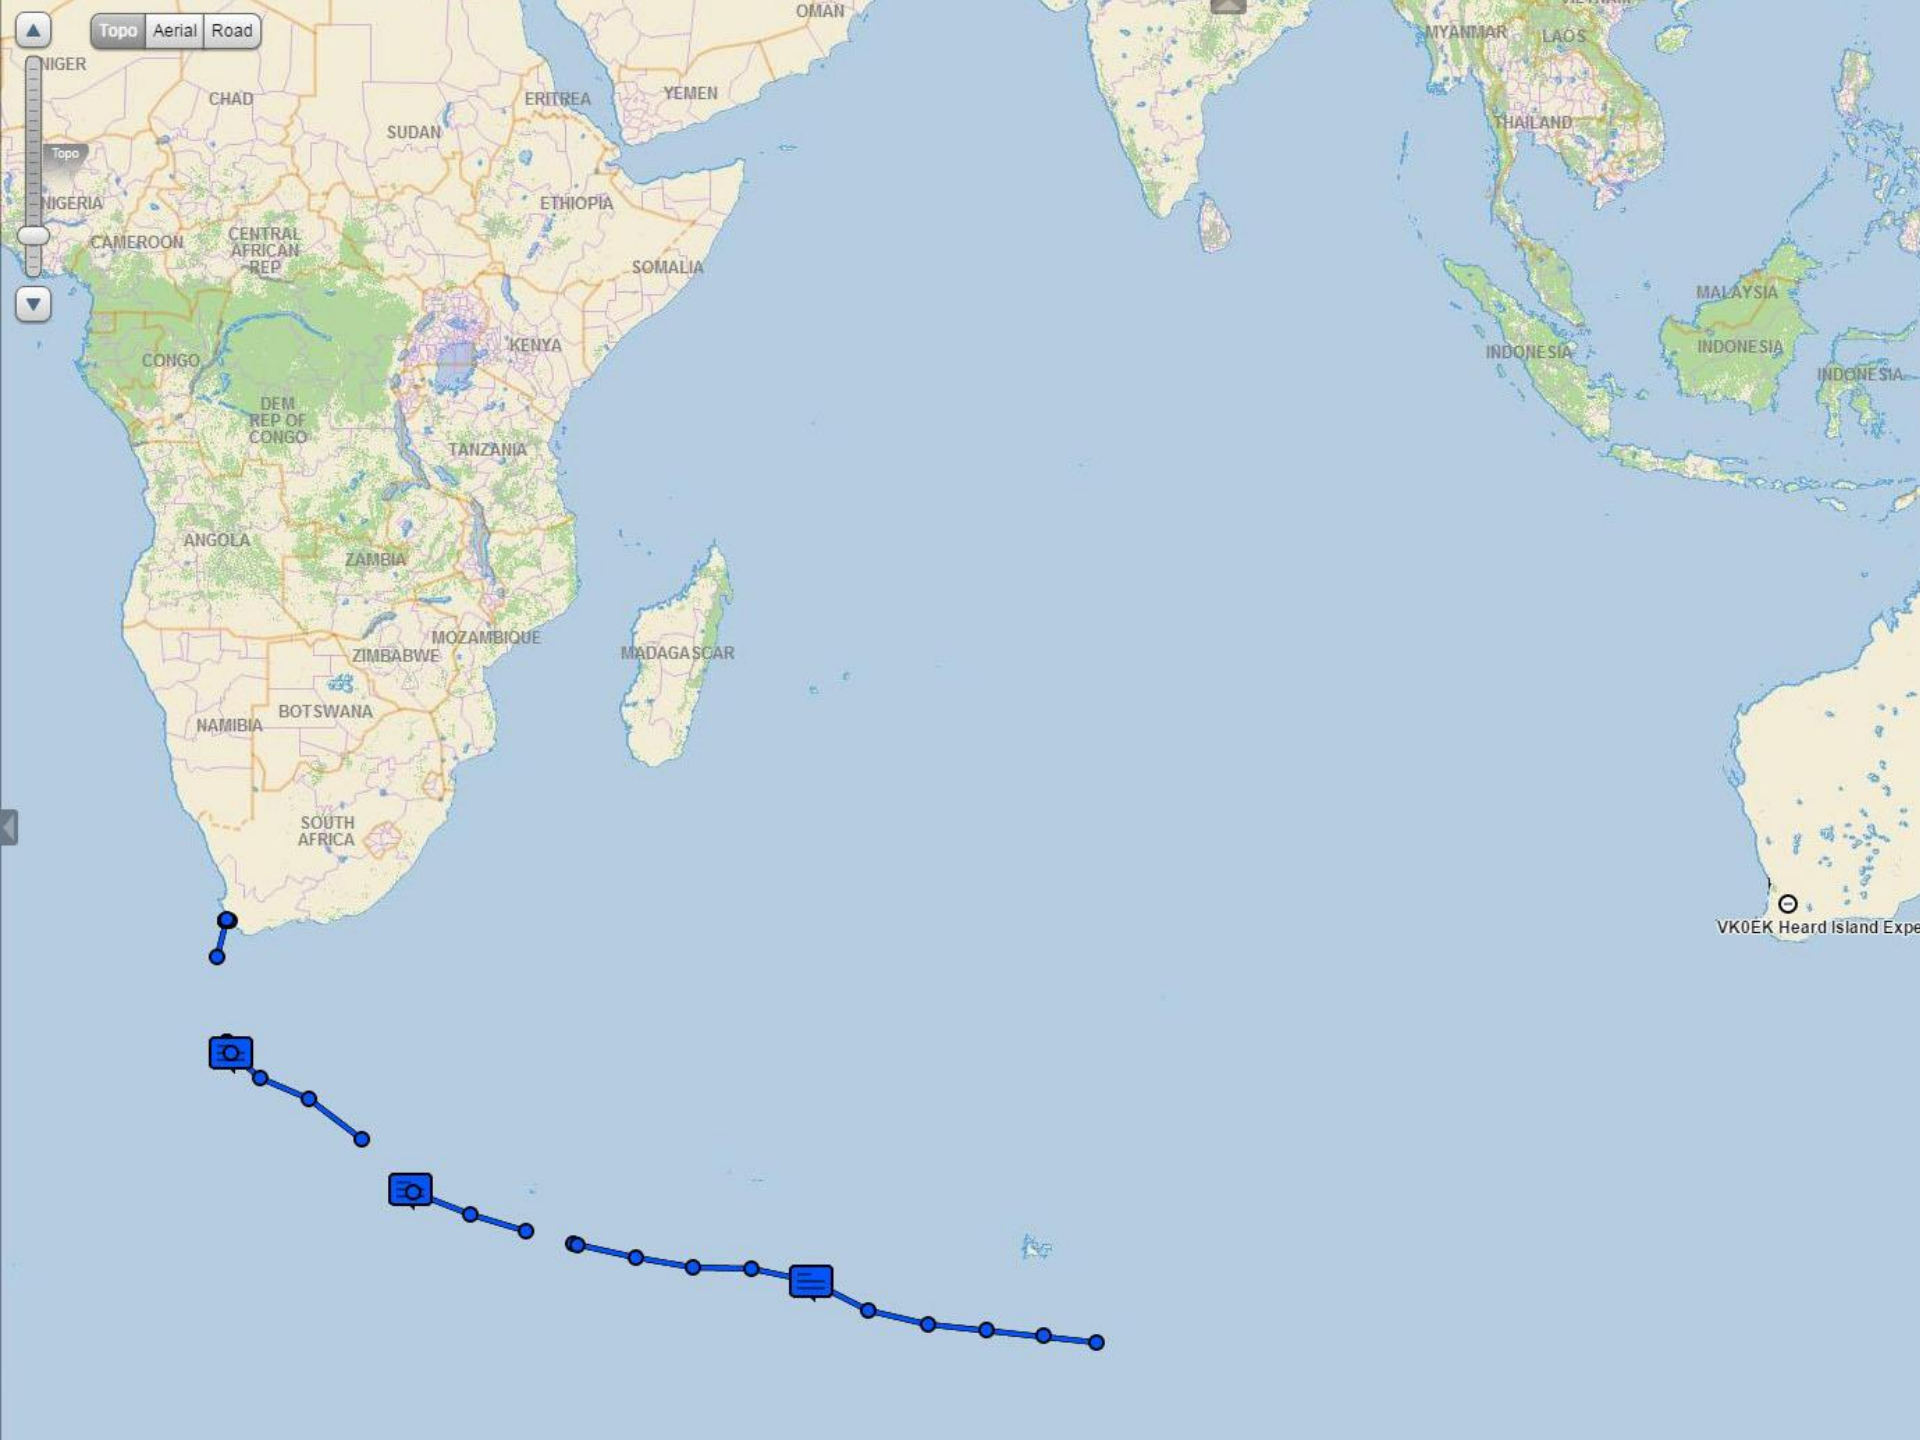 OMAN
Topo Aerial Road
VIETNAM
MYANMAR
LAOS
NIGER
CHAD
ERITREA
YEMEN
SUDAN
THAILAND
Topo
NIGERIA
ETHIOPIA
CAMEROON
CENTRAL
AFRICAN
REP
SOMALIA
MALAYSIA
KENYA
CONGO
INDONESIA
INDONESIA
INDONESIA
DEM
REP OF
CONGO
TANZANIA
ANGOLA
ZAMBIA
MOZAMBIQUE
ZIMBABWE
MADAGASCAR
BOTSWANA
NAMIBIA
SOUTH
AFRICA
VK0EK Heard Island Expe